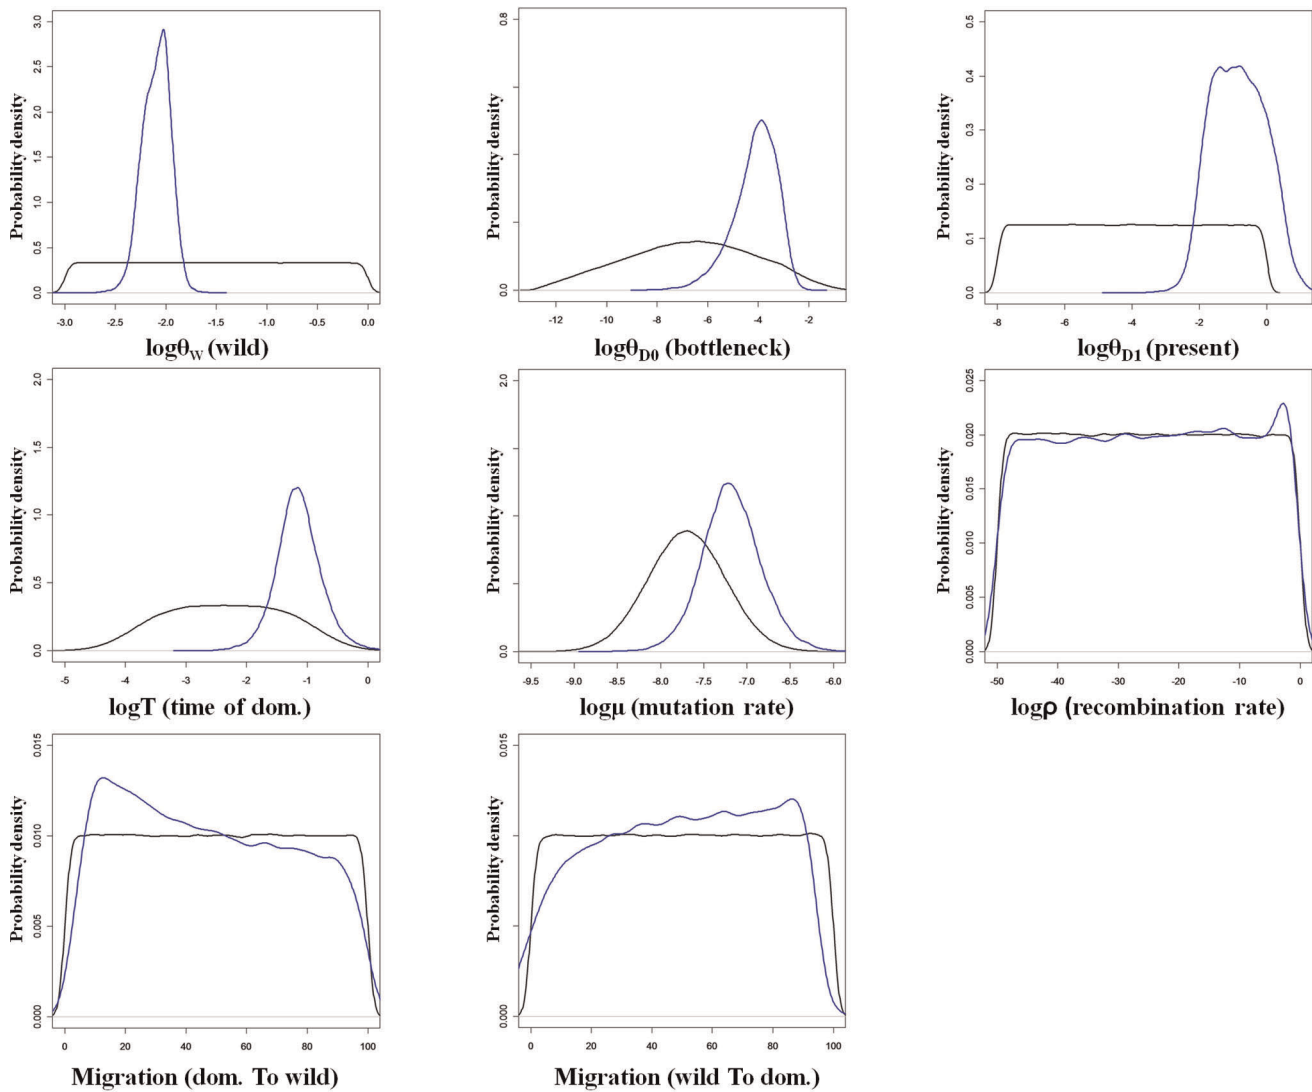 Probability density
3.0
2.5
2.0
1.5
1.0
0.5
0.0
-3.0 -2.5 -2.0 -1.5 -1.0 -0.5 0.0
logθW (wild)
Probability density
0.8
0.0
-12 -10 -8 -6 -4 -2
logθD0 (bottleneck)
Probability density
0.5
0.4
0.3
0.2
0.1
0.0
-8 -6 -4 -2 0
logθD1 (present)
Probability density
2.0
1.5
1.0
0.5
0.0
-5 -4 -3 -2 -1 0
logT (time of dom.)
Probability density
2.0
0.0
-9.5 -9.0 -8.5 -8.0 -7.5 -7.0 -6.5 -6.0
logμ (mutation rate)
Probability density
0.025
0.020
0.015
0.010
0.005
0.000
-50 -40 -30 -20 -10 0
logρ (recombination rate)
Probability density
0.015
0.010
0.005
0.000
0 20 40 60 80 100
Migration (dom. To wild)
Probability density
0.015
0.000
0 20 40 60 80 100
Migration (wild To dom.)